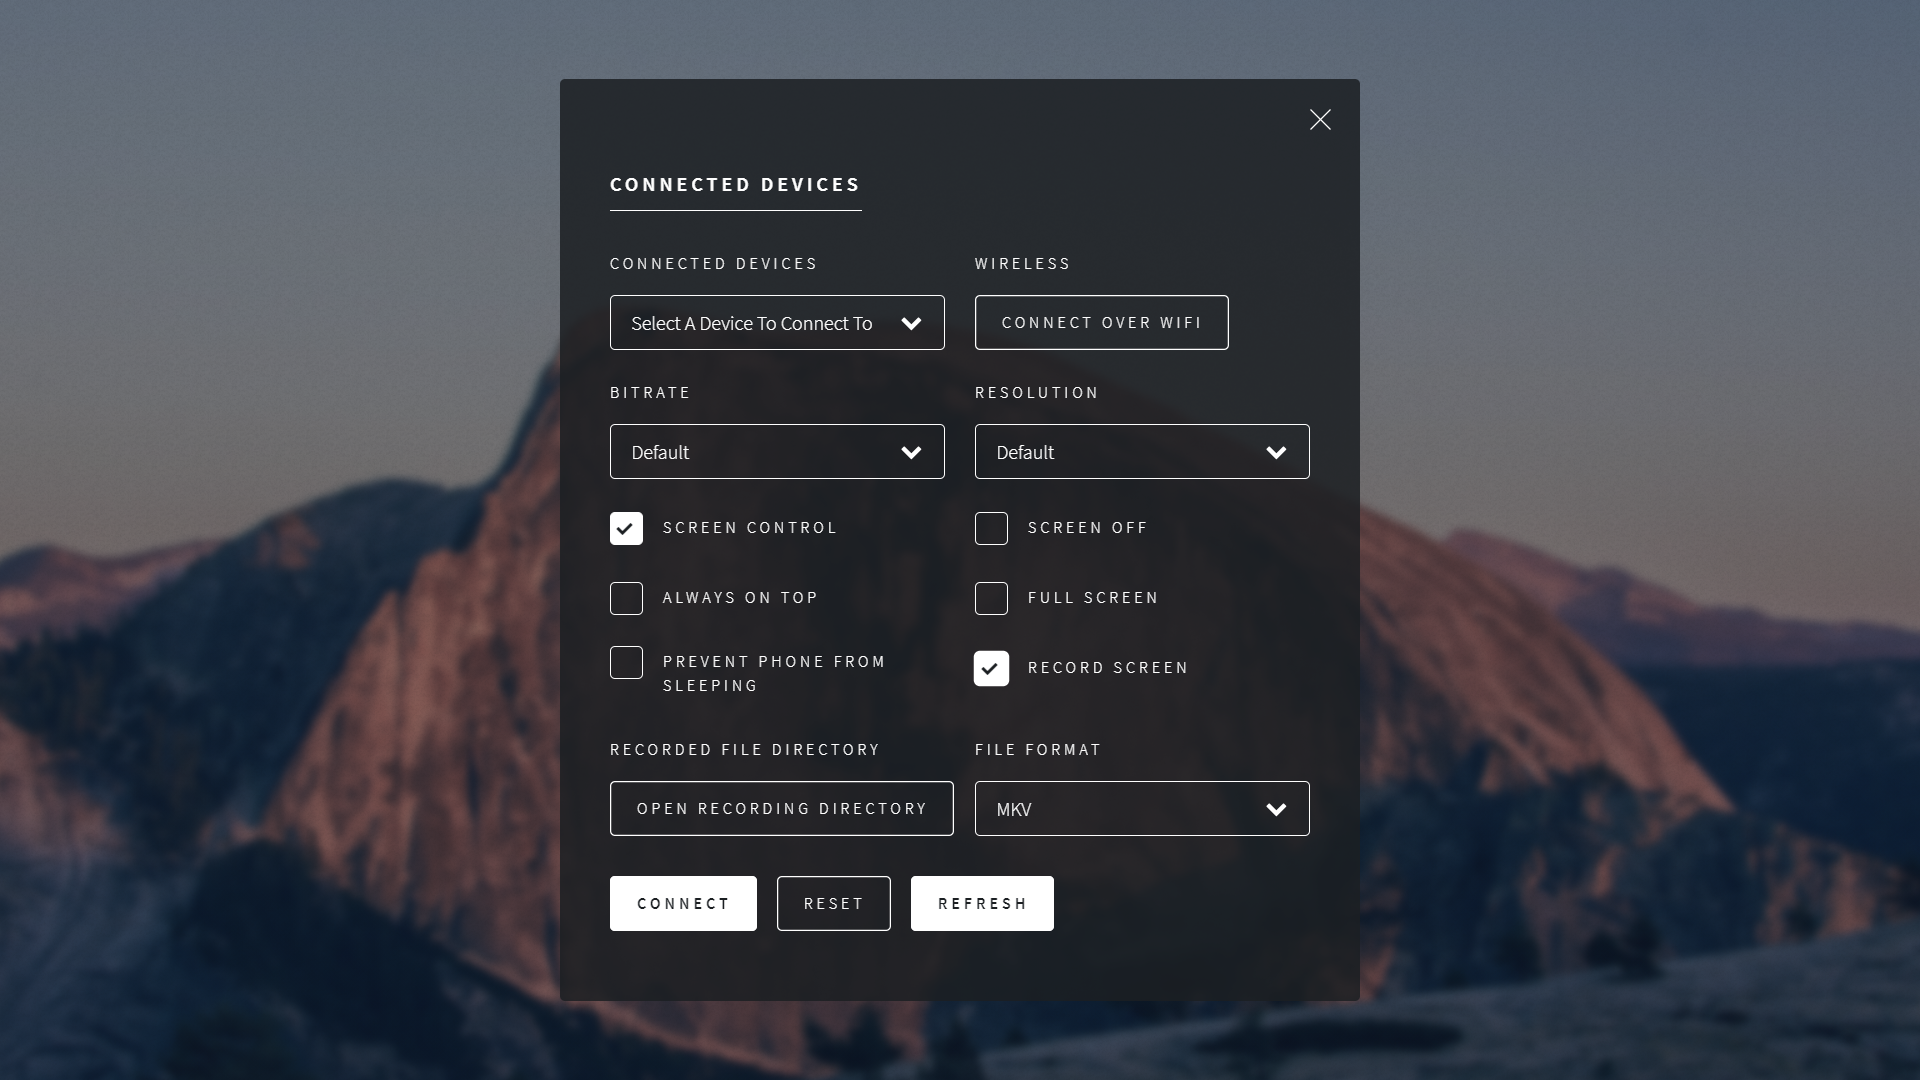 CONNECTED DEVICES
CONNECTED DEVICES
WIRELESS
Select A Device To Connect To
CONNECT OVER WIFI
BITRATE
RESOLUTION
Default
Default
SCREEN CONTROL
SCREEN OFF
ALWAYS ON TOP
FULL SCREEN
PREVENT PHONE FROM
SLEEPING
RECORD SCREEN
RECORDED FILE DIRECTORY
FILE FORMAT
OPEN RECORDING DIRECTORY
MKV
CONNECT
RESET
REFRESH